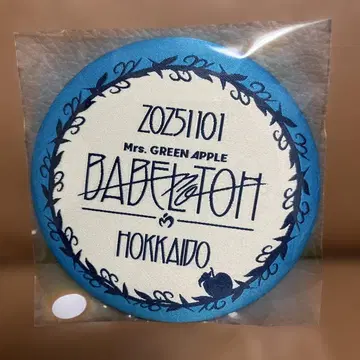 20251101
Mrs. GREEN APPLE
BABEL no TOH
HOKKAIDO